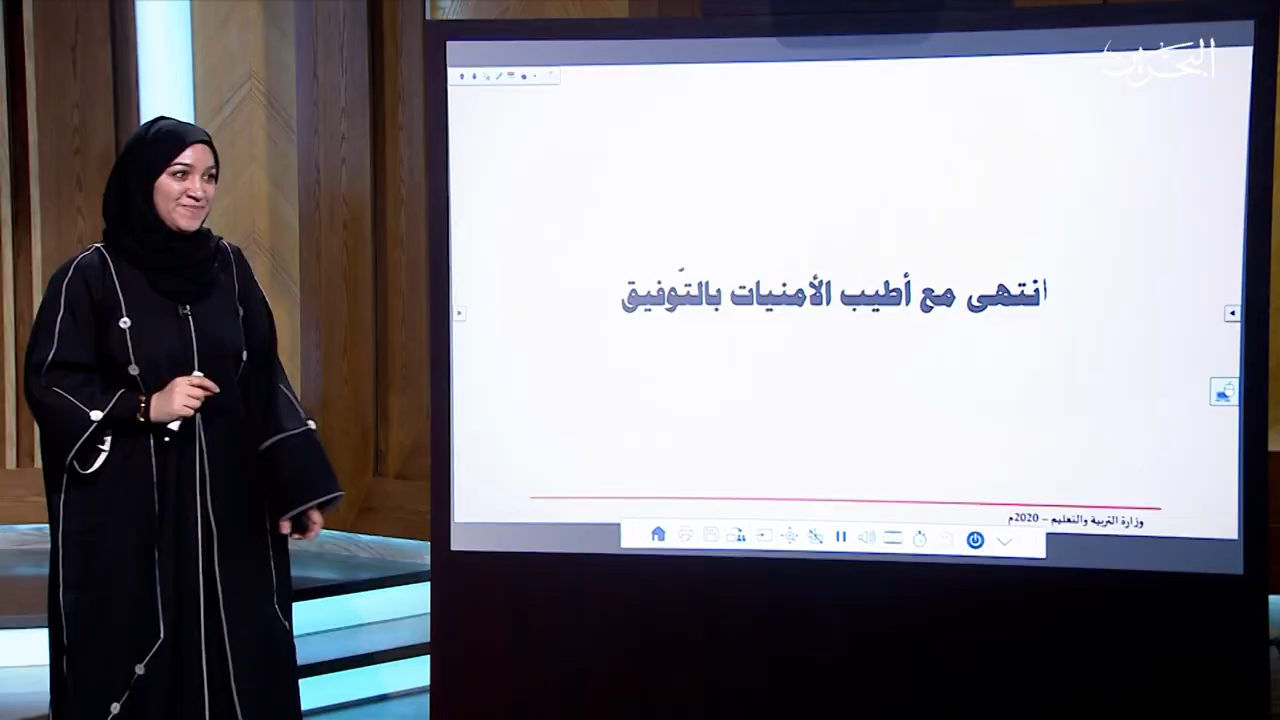 البحرين
انتهى مع أطيب الأمنيات بالتّوفيق
وزارة التربية والتعليم – 2020م